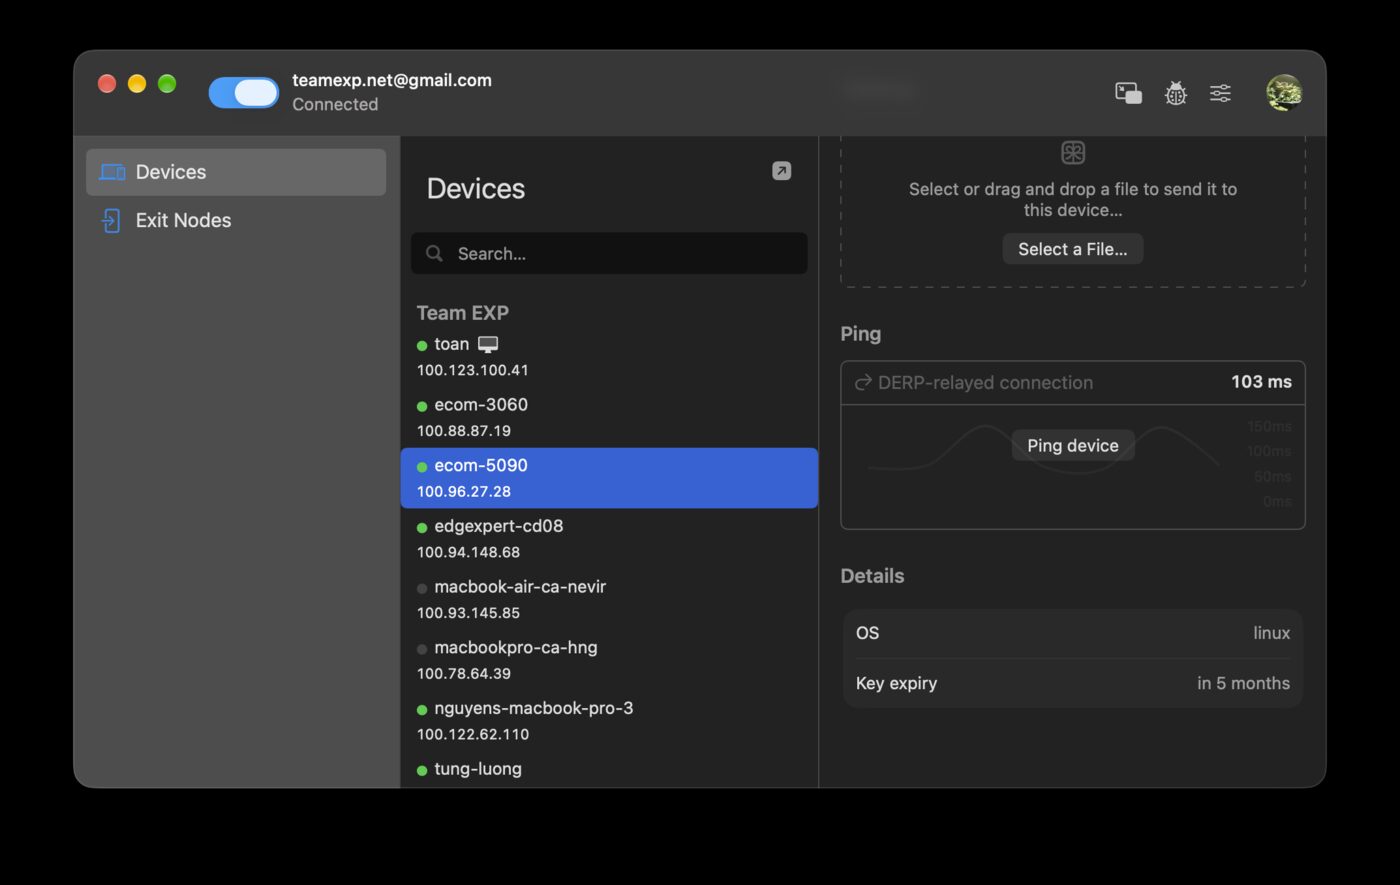 teamexp.net@gmail.com
Connected
Devices
Exit Nodes
Devices
Search...
Team EXP
toan
100.123.100.41
ecom-3060
100.88.87.19
ecom-5090
100.96.27.28
edgexpert-cd08
100.94.148.68
macbook-air-ca-nevir
100.93.145.85
macbookpro-ca-hng
100.78.64.39
nguyens-macbook-pro-3
100.122.62.110
tung-luong
Select or drag and drop a file to send it to
this device...
Select a File...
Ping
DERP-relayed connection 103 ms
150ms
Ping device
100ms
50ms
0ms
Details
OS linux
Key expiry in 5 months